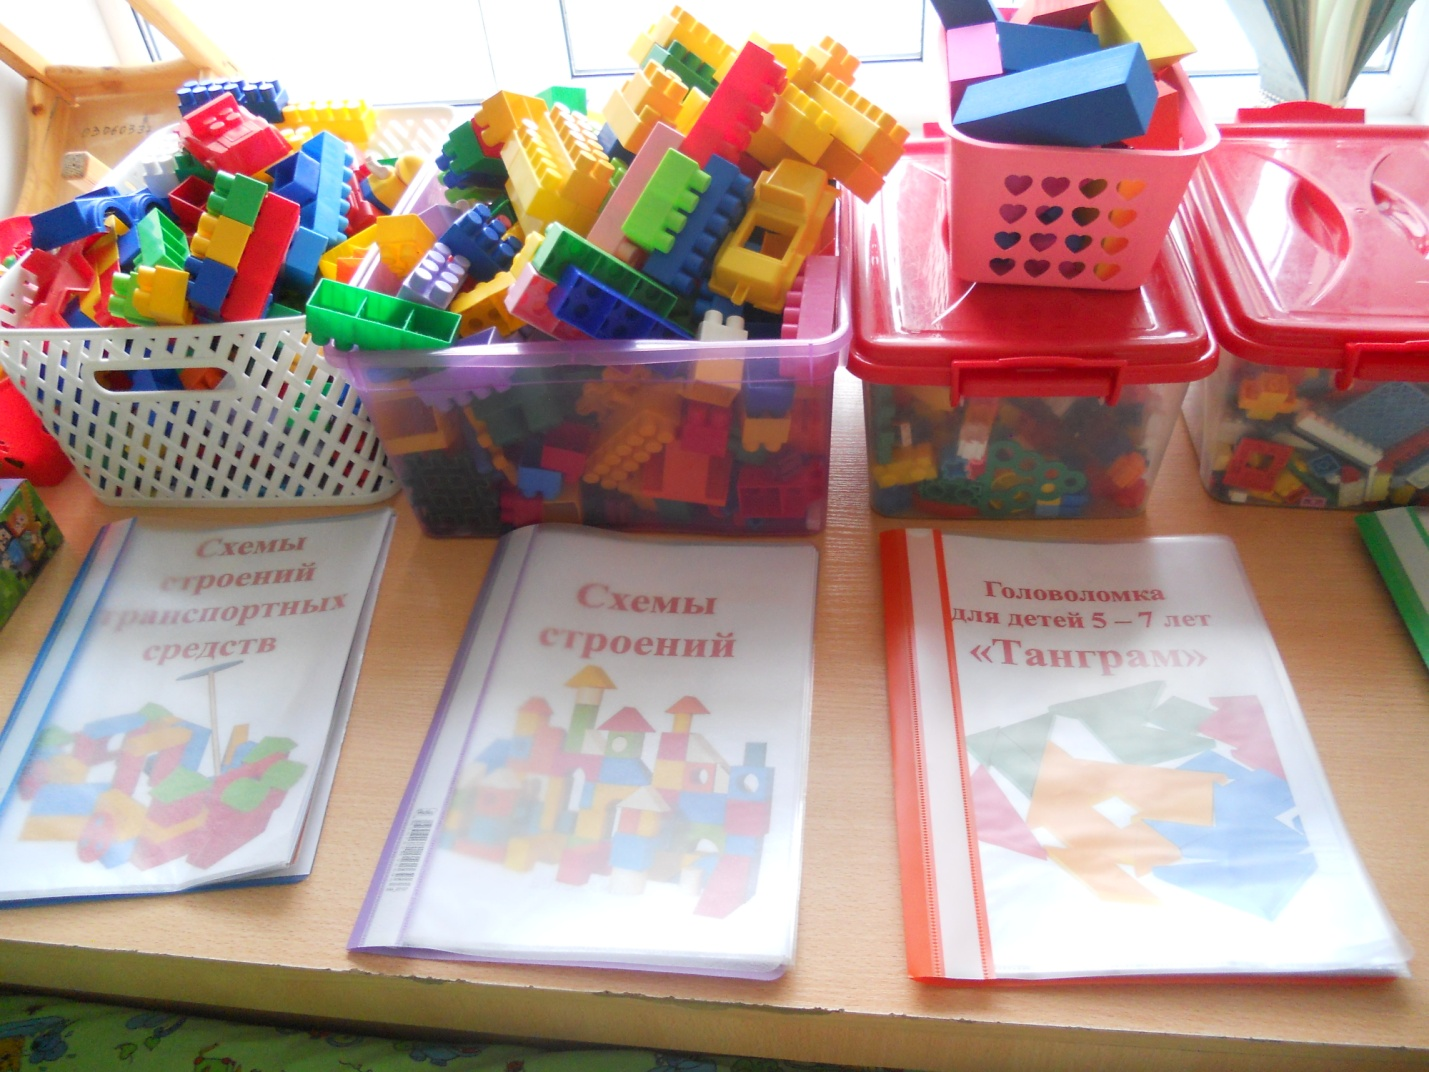 Схемы
строений
транспортных
средств
Схемы
строений
Головоломка
для детей 5 – 7 лет
«Танграм»